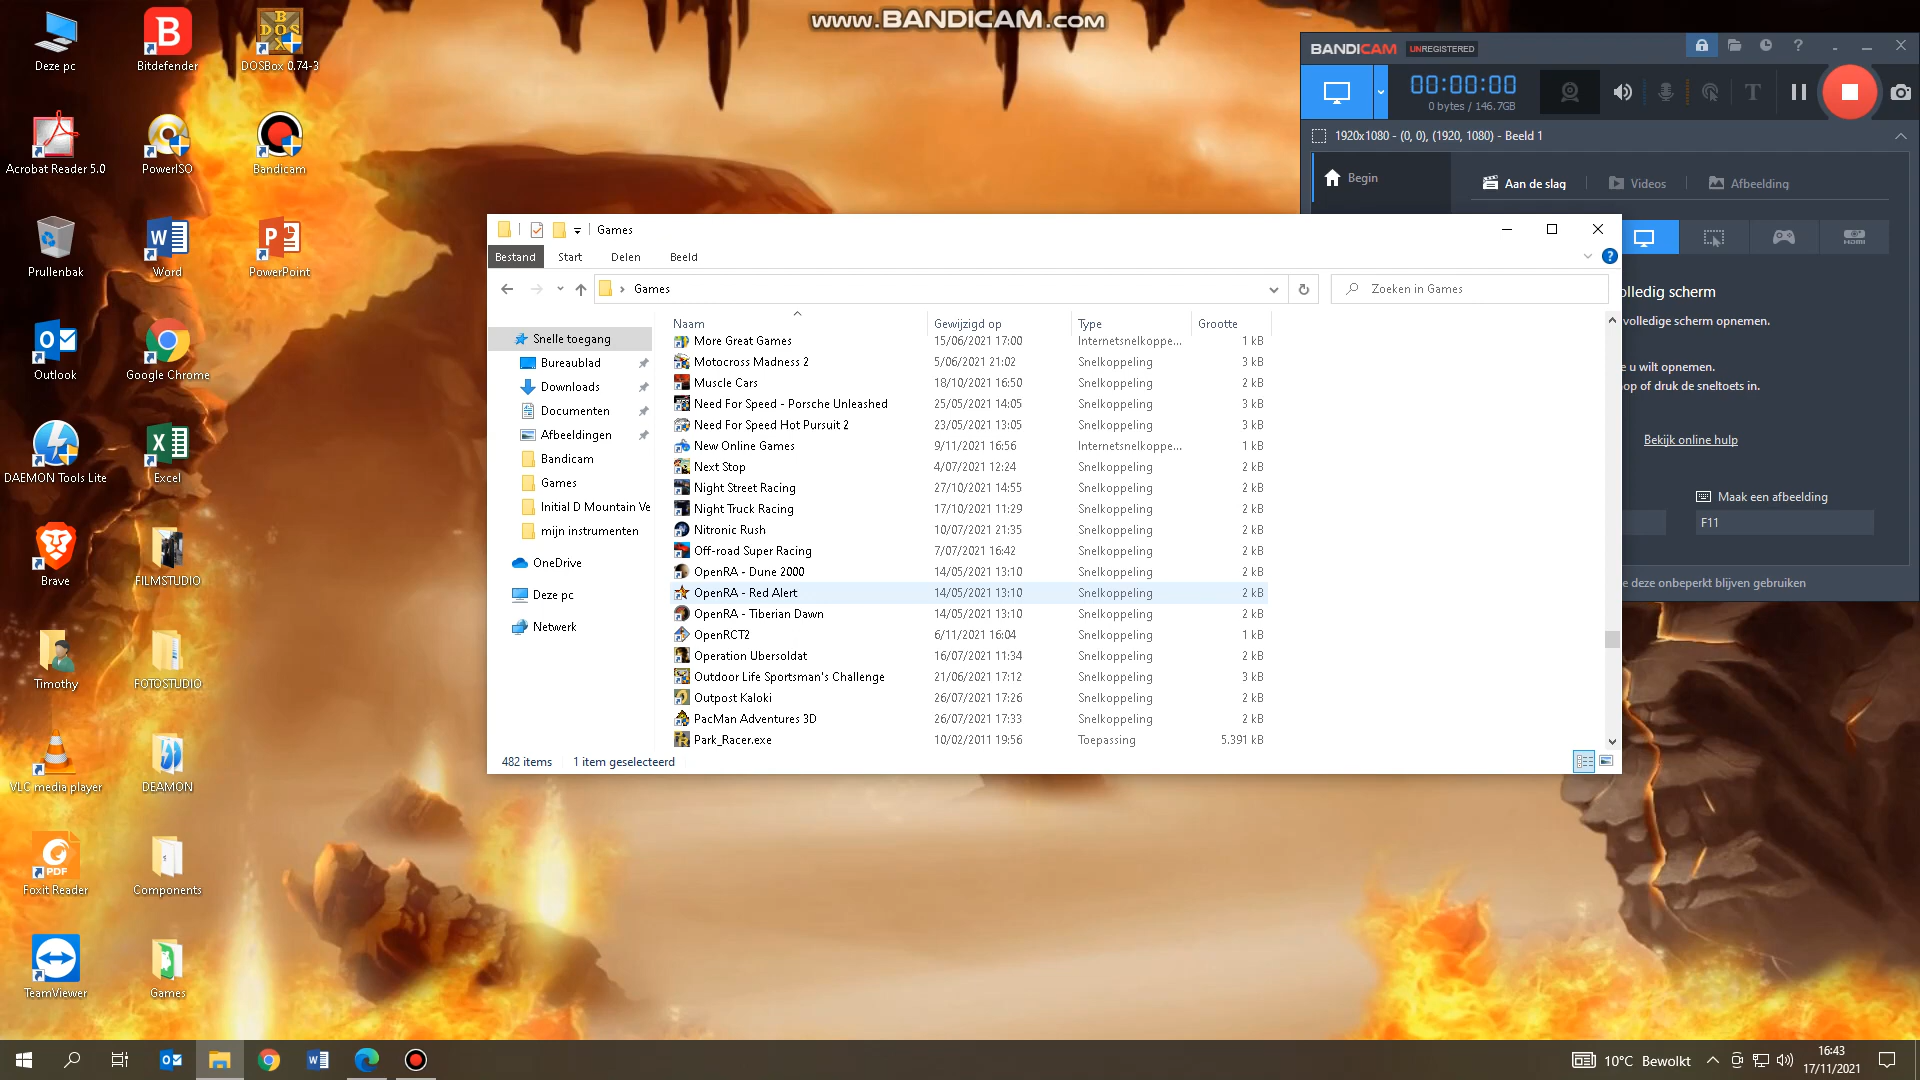 www.BANDICAM.com
Deze pc
Bitdefender
DOSBox 0.74-3
Acrobat Reader 5.0
PowerISO
Bandicam
Prullenbak
Word
PowerPoint
Outlook
Google Chrome
DAEMON Tools Lite
Excel
Brave
FILMSTUDIO
Timothy
FOTOSTUDIO
VLC media player
DEAMON
Foxit Reader
Components
TeamViewer
Games
BANDICAM UNREGISTERED
00:00:00
0 bytes / 146.7GB
1920x1080 - (0, 0), (1920, 1080) - Beeld 1
Begin
Aan de slag
Videos
Afbeelding
HDMI
olledig scherm
volledige scherm opnemen.
e u wilt opnemen.
op of druk de sneltoets in.
Bekijk online hulp
Maak een afbeelding
F11
e deze onbeperkt blijven gebruiken
Games
Bestand Start Delen Beeld
Games
Zoeken in Games
Snelle toegang
Bureaublad
Downloads
Documenten
Afbeeldingen
Bandicam
Games
Initial D Mountain Ve
mijn instrumenten
OneDrive
Deze pc
Netwerk
Naam Gewijzigd op Type Grootte
More Great Games 15/06/2021 17:00 Internetsnelkoppe... 1 kB
Motocross Madness 2 5/06/2021 21:02 Snelkoppeling 3 kB
Muscle Cars 18/10/2021 16:50 Snelkoppeling 2 kB
Need For Speed - Porsche Unleashed 25/05/2021 14:05 Snelkoppeling 3 kB
Need For Speed Hot Pursuit 2 23/05/2021 13:05 Snelkoppeling 3 kB
New Online Games 9/11/2021 16:56 Internetsnelkoppe... 1 kB
Next Stop 4/07/2021 12:24 Snelkoppeling 2 kB
Night Street Racing 27/10/2021 14:55 Snelkoppeling 2 kB
Night Truck Racing 17/10/2021 11:29 Snelkoppeling 2 kB
Nitronic Rush 10/07/2021 21:35 Snelkoppeling 2 kB
Off-road Super Racing 7/07/2021 16:42 Snelkoppeling 2 kB
OpenRA - Dune 2000 14/05/2021 13:10 Snelkoppeling 2 kB
OpenRA - Red Alert 14/05/2021 13:10 Snelkoppeling 2 kB
OpenRA - Tiberian Dawn 14/05/2021 13:10 Snelkoppeling 2 kB
OpenRCT2 6/11/2021 16:04 Snelkoppeling 1 kB
Operation Ubersoldat 16/07/2021 11:34 Snelkoppeling 2 kB
Outdoor Life Sportsman's Challenge 21/06/2021 17:12 Snelkoppeling 3 kB
Outpost Kaloki 26/07/2021 17:26 Snelkoppeling 2 kB
PacMan Adventures 3D 26/07/2021 17:33 Snelkoppeling 2 kB
Park_Racer.exe 10/02/2011 19:56 Toepassing 5.391 kB
482 items 1 item geselecteerd
10°C Bewolkt
16:43
17/11/2021